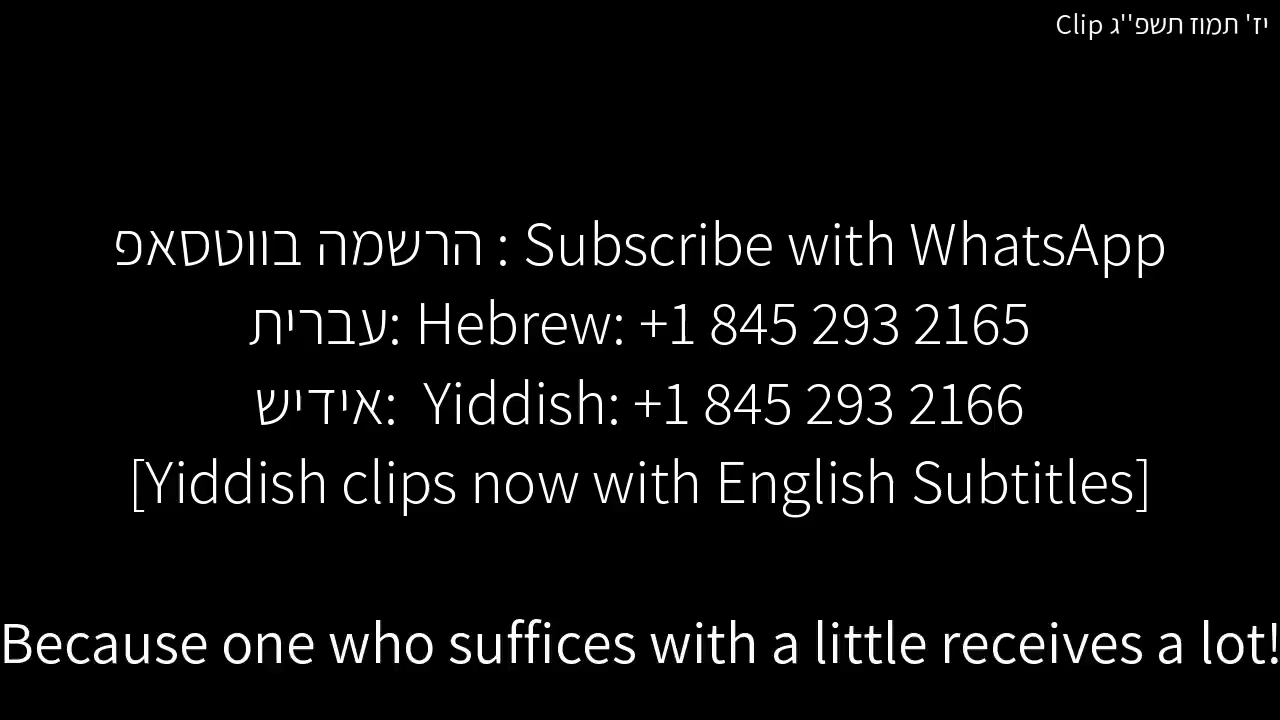 Clip יז' תמוז תשפ''ג
הרשמה בווטסאפ : Subscribe with WhatsApp
עברית: Hebrew: +1 845 293 2165
אידיש:  Yiddish: +1 845 293 2166
[Yiddish clips now with English Subtitles]
Because one who suffices with a little receives a lot!